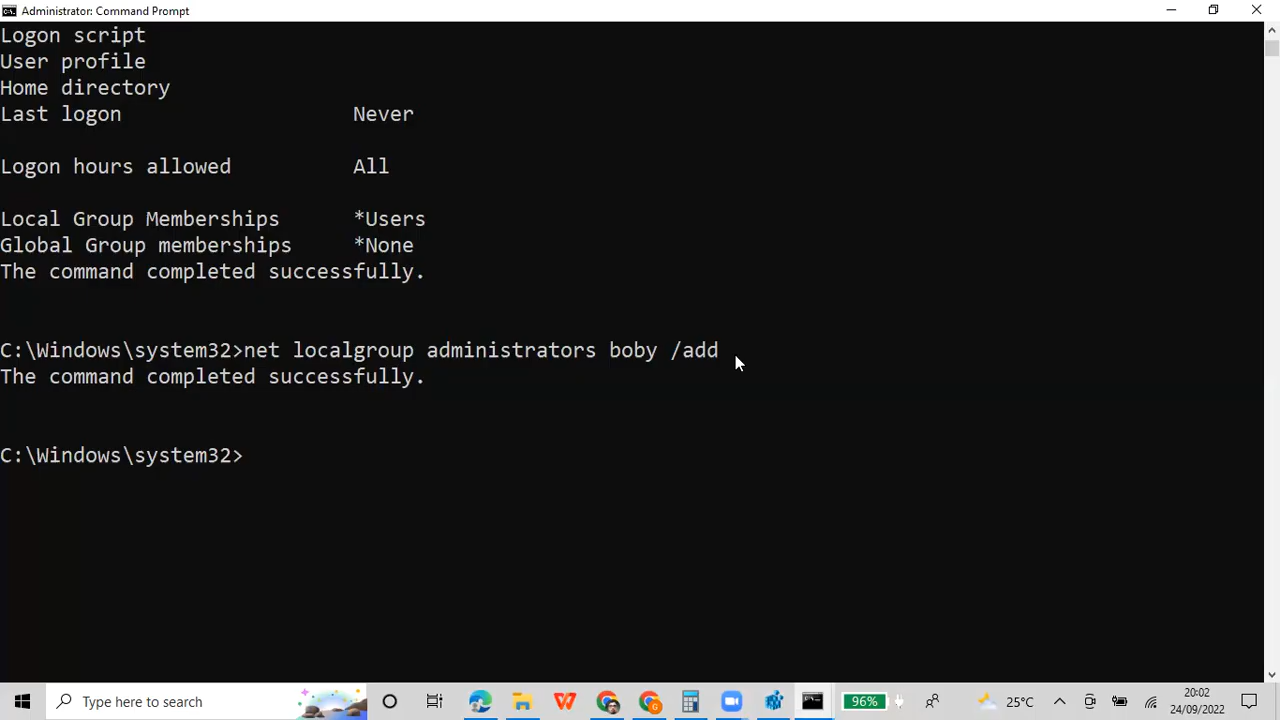 Administrator: Command Prompt
Logon script
User profile
Home directory
Last logon                   Never
Logon hours allowed          All
Local Group Memberships      *Users
Global Group memberships     *None
The command completed successfully.
C:\Windows\system32>net localgroup administrators boby /add
The command completed successfully.
C:\Windows\system32>
Type here to search
96%
25°C
20:02
24/09/2022